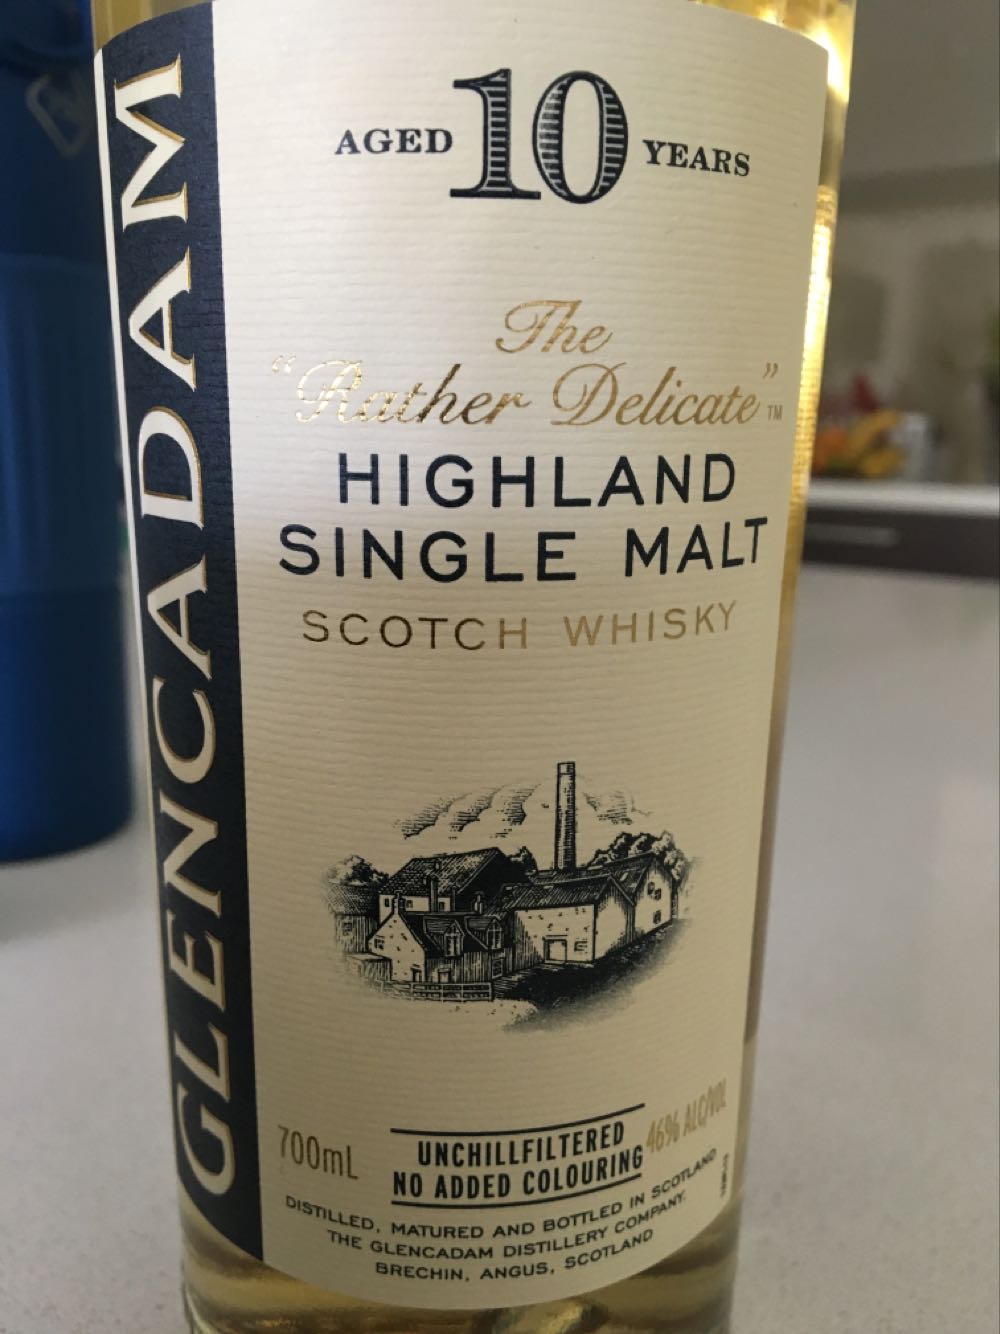 GLENCADAM
AGED 10 YEARS
The
“Rather Delicate”™
HIGHLAND
SINGLE MALT
SCOTCH WHISKY
700mL
UNCHILLFILTERED
NO ADDED COLOURING
46% ALC/VOL
DISTILLED, MATURED AND BOTTLED IN SCOTLAND
THE GLENCADAM DISTILLERY COMPANY.
BRECHIN, ANGUS, SCOTLAND